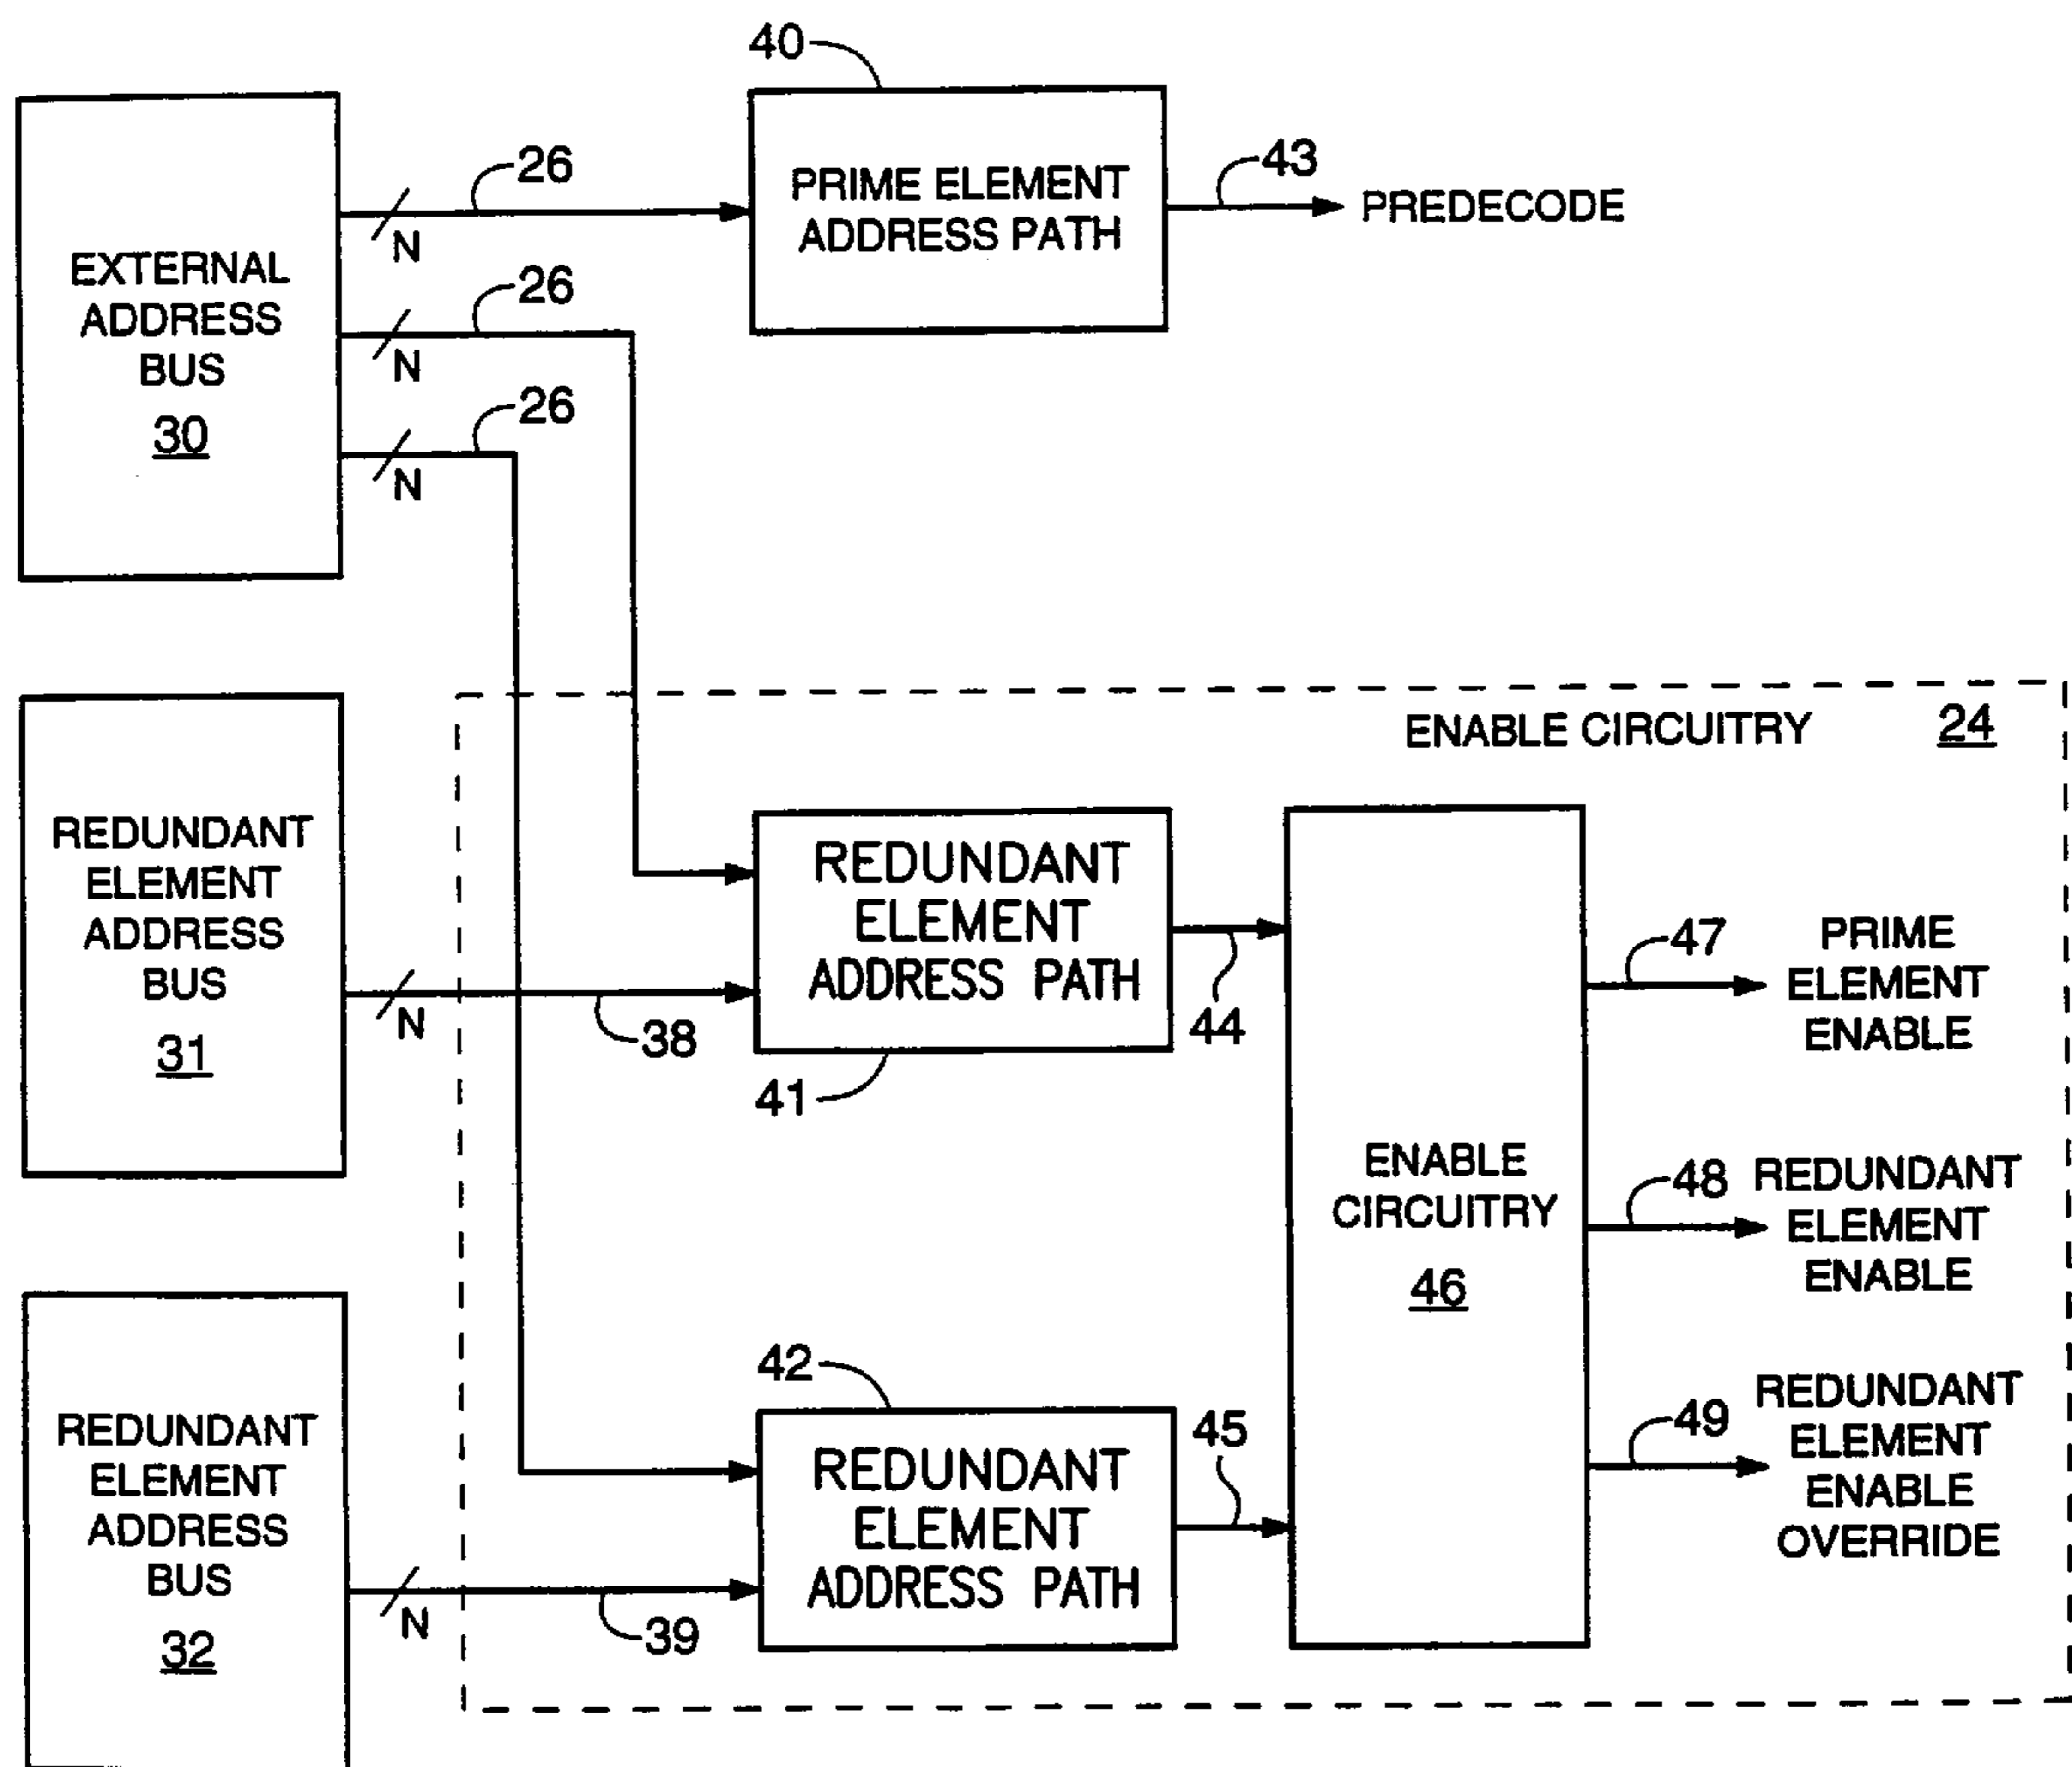 40
26
N
PRIME ELEMENT
ADDRESS PATH
43
PREDECODE
EXTERNAL
ADDRESS
BUS
30
26
N
26
N
ENABLE CIRCUITRY 24
REDUNDANT
ELEMENT
ADDRESS
BUS
31
N
38
REDUNDANT
ELEMENT
ADDRESS PATH
41
44
ENABLE
CIRCUITRY
46
47
PRIME
ELEMENT
ENABLE
48
REDUNDANT
ELEMENT
ENABLE
49
REDUNDANT
ELEMENT
ENABLE
OVERRIDE
REDUNDANT
ELEMENT
ADDRESS
BUS
32
N
39
42
REDUNDANT
ELEMENT
ADDRESS PATH
45